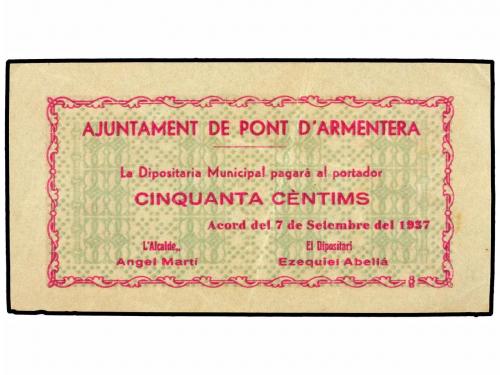 AJUNTAMENT DE PONT D'ARMENTERA
La Dipositaria Municipal pagarà al portador
CINQUANTA CÈNTIMS
Acord del 7 de Setembre del 1937
L'Alcalde,, El Dipositari
Angel Martí Ezequiel Abellá